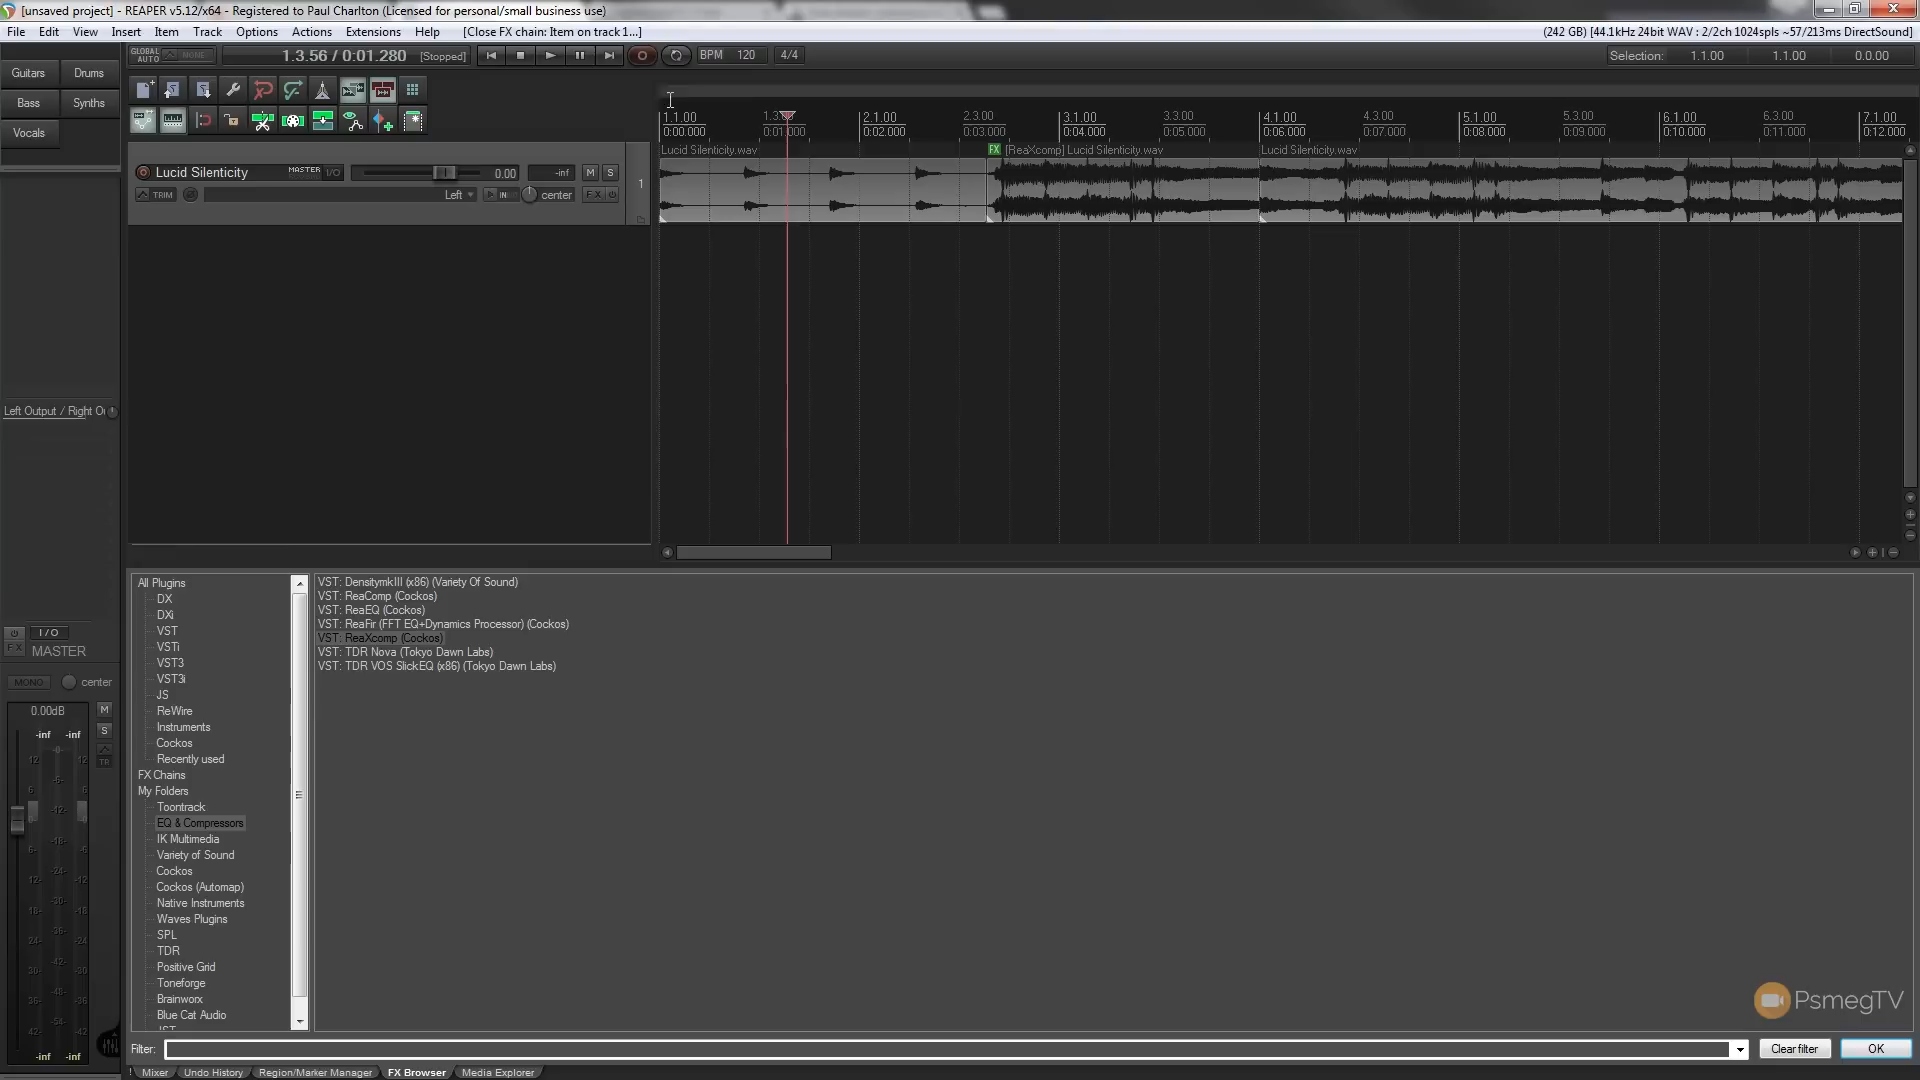 [unsaved project] - REAPER v5.12/x64 - Registered to Paul Charlton (Licensed for personal/small business use)
File Edit View Insert Item Track Options Actions Extensions Help [Close FX chain: Item on track 1...]
(242 GB) [44.1kHz 24bit WAV : 2/2ch 1024spls ~57/213ms DirectSound]
GLOBAL AUTO NONE
1.3.56 / 0:01.280 [Stopped]
BPM 120 4/4
Selection: 1.1.00 1.1.00 0.0.00
Guitars Drums
Bass Synths
Vocals
1.1.00 2.1.00 2.3.00 3.1.00 3.3.00 4.1.00 4.3.00 5.1.00 5.3.00 6.1.00 6.3.00 7.1.00
0:00.000 0:01.000 0:02.000 0:03.000 0:04.000 0:05.000 0:06.000 0:07.000 0:08.000 0:09.000 0:10.000 0:11.000 0:12.000
Lucid Silenticity.wav
FX [ReaXcomp] Lucid Silenticity.wav
Lucid Silenticity.wav
Lucid Silenticity MASTER I/O 0.00 -inf M S
1
TRIM Left IN center FX
Left Output / Right
I/O
FX MASTER
MONO center
0.00dB M
-inf -inf S
TR
-inf -inf
All Plugins
DX
DXi
VST
VSTi
VST3
VST3i
JS
ReWire
Instruments
Cockos
Recently used
FX Chains
My Folders
Toontrack
EQ & Compressors
IK Multimedia
Variety of Sound
Cockos
Cockos (Automap)
Native Instruments
Waves Plugins
SPL
TDR
Positive Grid
Toneforge
Brainworx
Blue Cat Audio
VST: DensitymkIII (x86) (Variety Of Sound)
VST: ReaComp (Cockos)
VST: ReaEQ (Cockos)
VST: ReaFir (FFT EQ+Dynamics Processor) (Cockos)
VST: ReaXcomp (Cockos)
VST: TDR Nova (Tokyo Dawn Labs)
VST: TDR VOS SlickEQ (x86) (Tokyo Dawn Labs)
PsmegTV
Filter: Clear filter OK
! Mixer Undo History Region/Marker Manager FX Browser Media Explorer